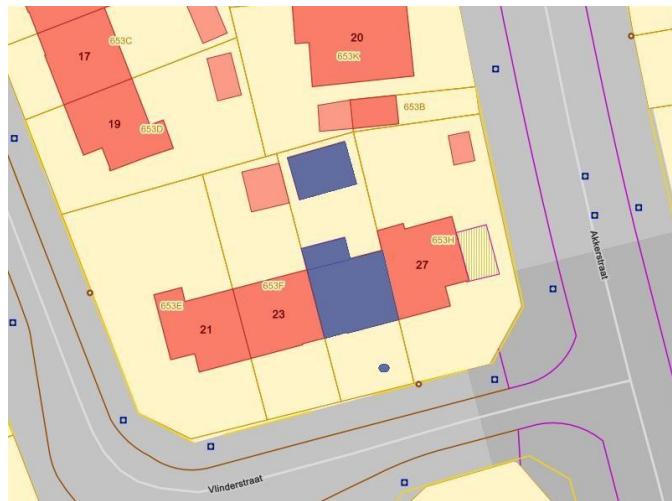 653C
20
17
653K
19
653D
653B
653H
27
653E
21
653F
23
Akkerstraat
Vlinderstraat